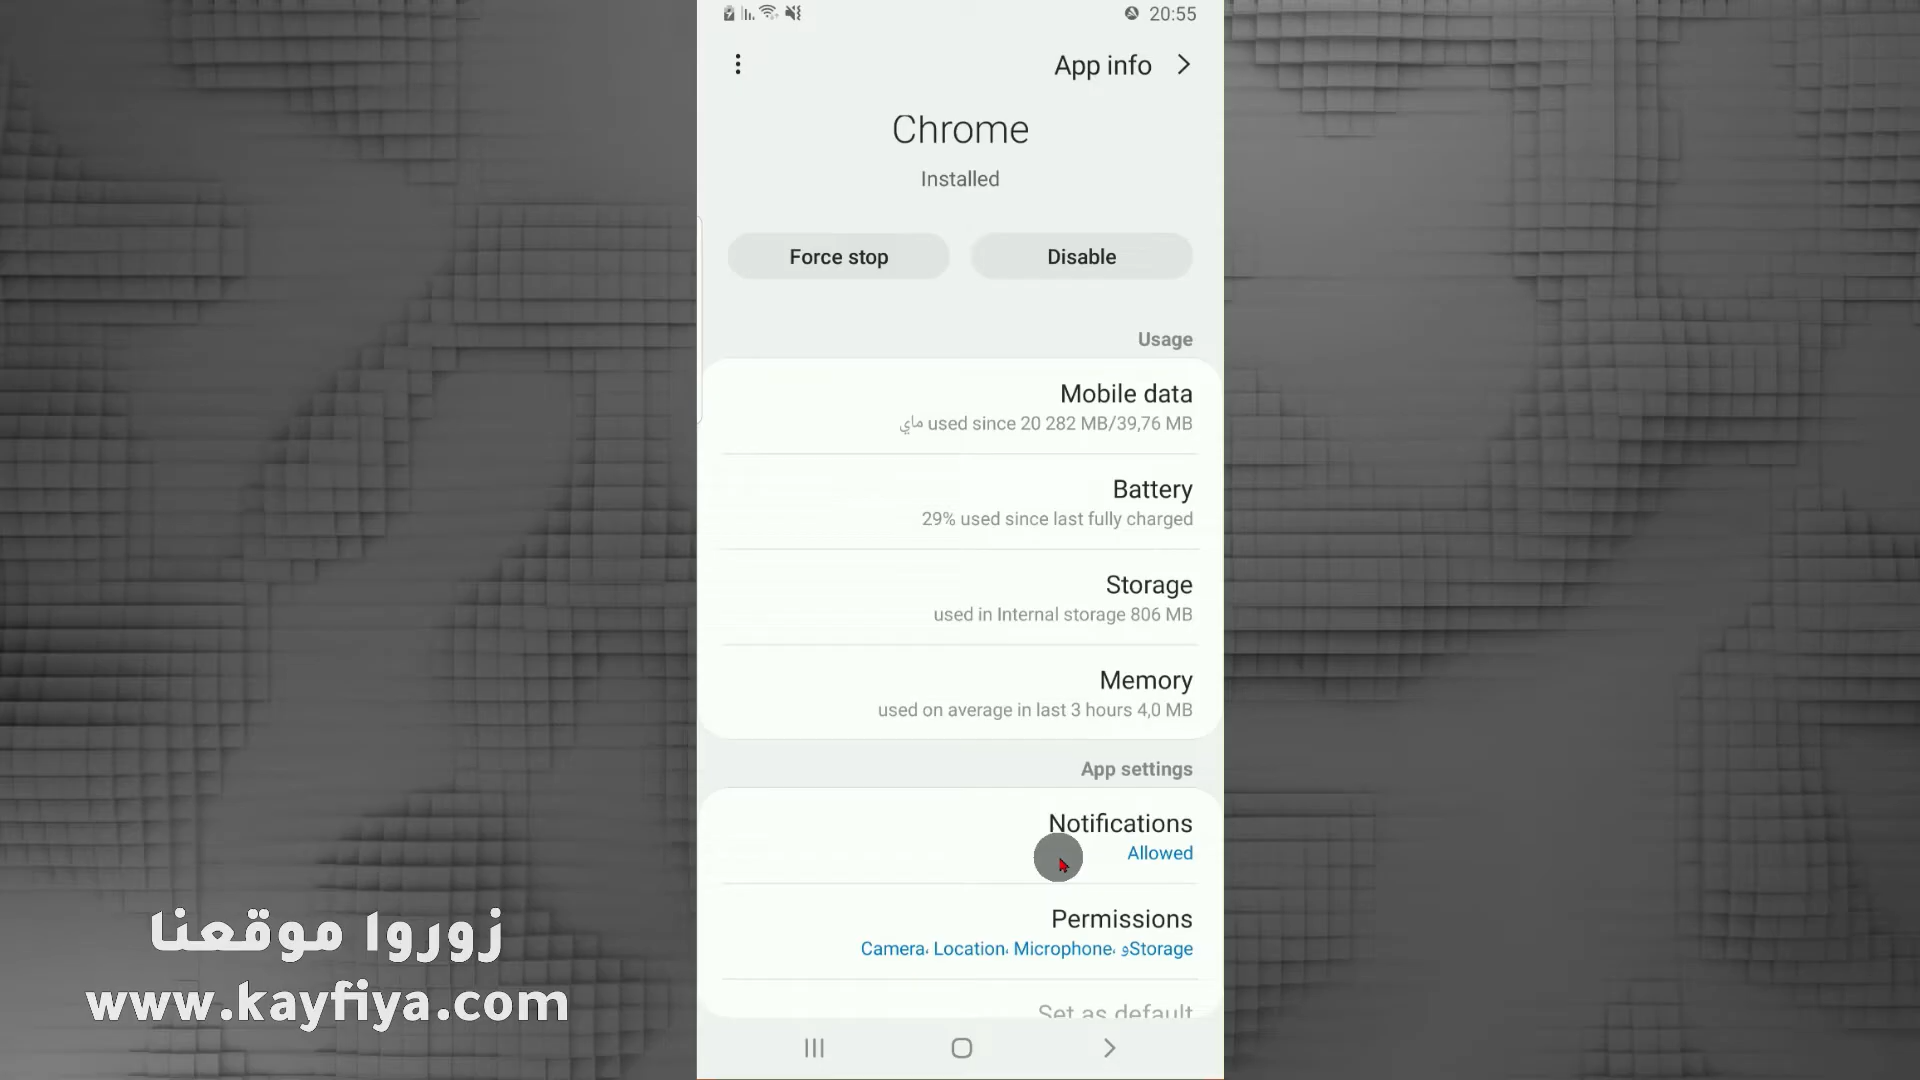 20:55
App info
Chrome
Installed
Force stop
Disable
Usage
Mobile data
ماي used since 20 282 MB/39,76 MB
Battery
29% used since last fully charged
Storage
used in Internal storage 806 MB
Memory
used on average in last 3 hours 4,0 MB
App settings
Notifications
Allowed
Permissions
Camera، Location، Microphone، وStorage
Set as default
زوروا موقعنا
www.kayfiya.com